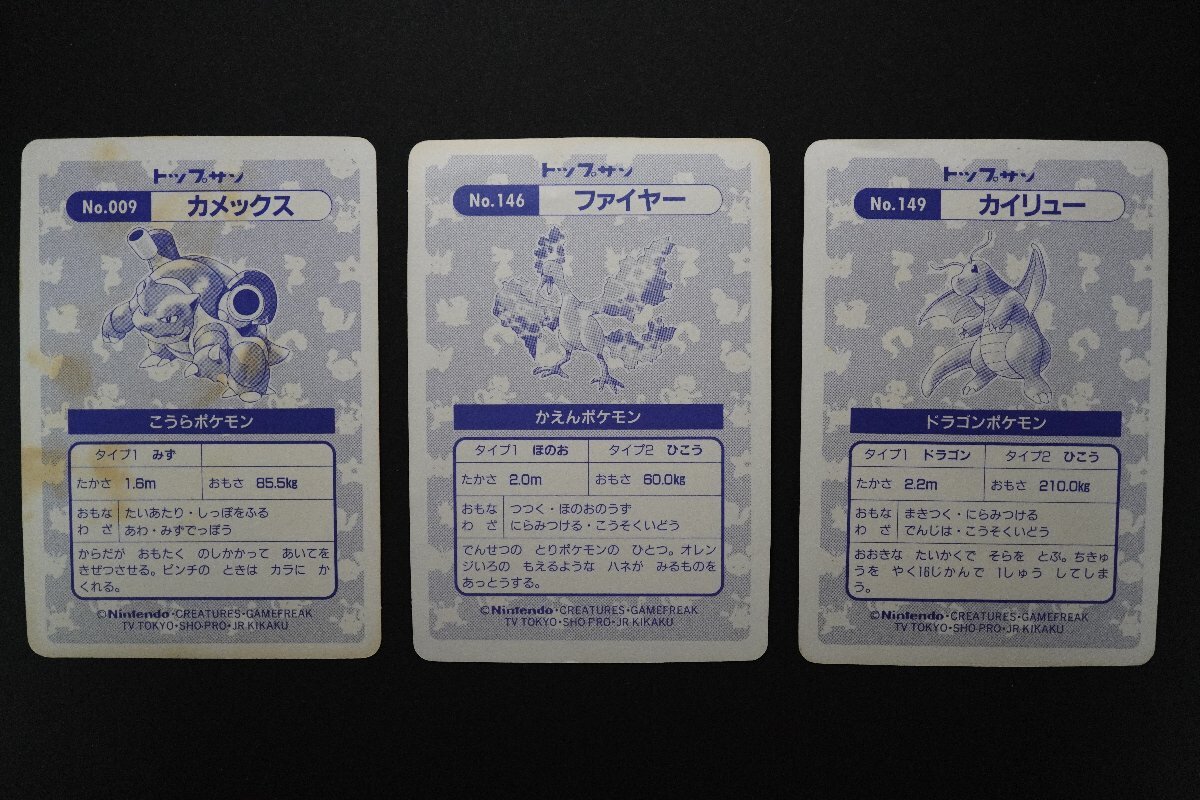 トップサン
No.009 カメックス
こうらポケモン
タイプ1 みず
たかさ 1.6m おもさ 85.5kg
おもな たいあたり・しっぽをふる
わ ざ あわ・みずでっぽう
からだが おもたく のしかかって あいてを
きぜつさせる。ピンチの ときは カラに か
くれる。
©Nintendo・CREATURES・GAMEFREAK
TV TOKYO・SHO-PRO・JR KIKAKU
トップサン
No.146 ファイヤー
かえんポケモン
タイプ1 ほのお タイプ2 ひこう
たかさ 2.0m おもさ 60.0kg
おもな つつく・ほのおのうず
わ ざ にらみつける・こうそくいどう
でんせつの とりポケモンの ひとつ。オレン
ジいろの もえるような ハネが みるものを
あっとうする。
©Nintendo・CREATURES・GAMEFREAK
TV TOKYO・SHO-PRO・JR KIKAKU
トップサン
No.149 カイリュー
ドラゴンポケモン
タイプ1 ドラゴン タイプ2 ひこう
たかさ 2.2m おもさ 210.0kg
おもな まきつく・にらみつける
わ ざ でんじは・こうそくいどう
おおきな たいかくで そらを とぶ。ちきゅ
うを やく16じかんで 1しゅう してしま
う。
©Nintendo・CREATURES・GAMEFREAK
TV TOKYO・SHO-PRO・JR KIKAKU